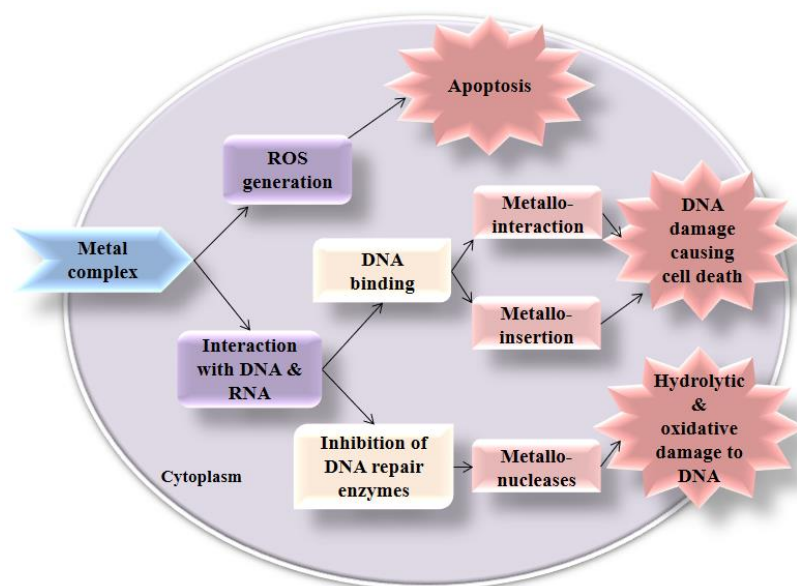 Apoptosis
ROS
generation
Metal
complex
Metallo-
interaction
DNA
damage
causing
cell death
DNA
binding
Metallo-
insertion
Interaction
with DNA &
RNA
Hydrolytic
&
oxidative
damage to
DNA
Inhibition of
DNA repair
enzymes
Metallo-
nucleases
Cytoplasm